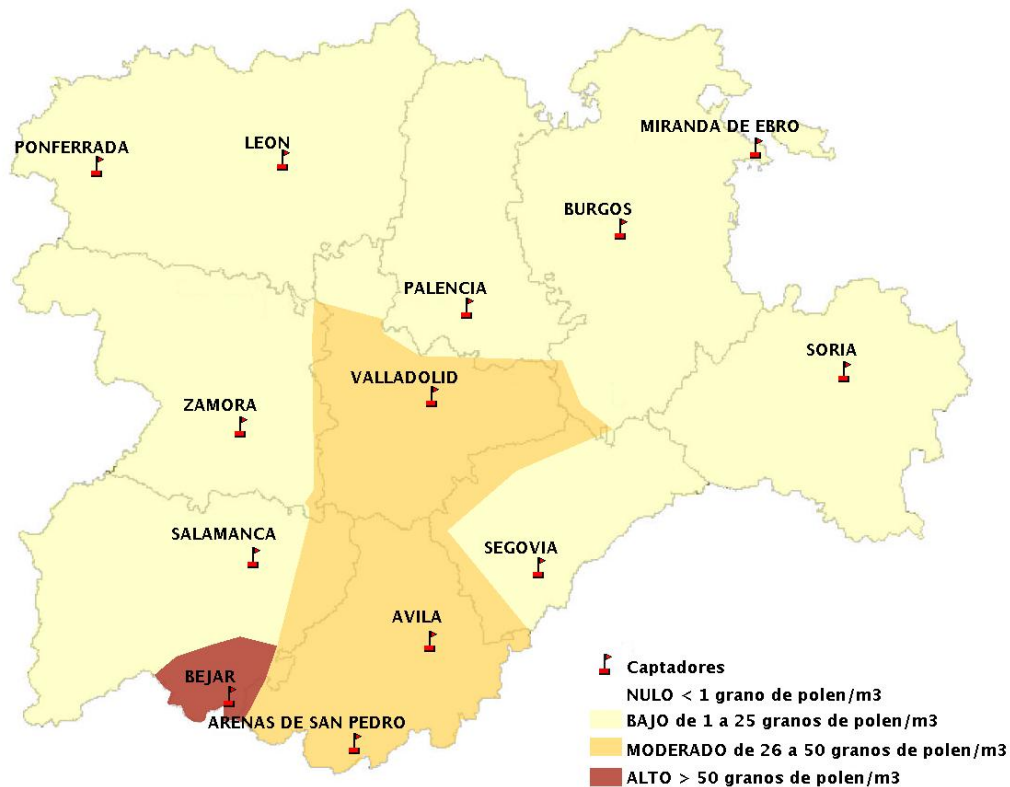 MIRANDA DE EBRO
PONFERRADA
LEON
BURGOS
PALENCIA
SORIA
VALLADOLID
ZAMORA
SALAMANCA
SEGOVIA
AVILA
BEJAR
ARENAS DE SAN PEDRO
Captadores
NULO < 1 grano de polen/m3
BAJO de 1 a 25 granos de polen/m3
MODERADO de 26 a 50 granos de polen/m3
ALTO > 50 granos de polen/m3